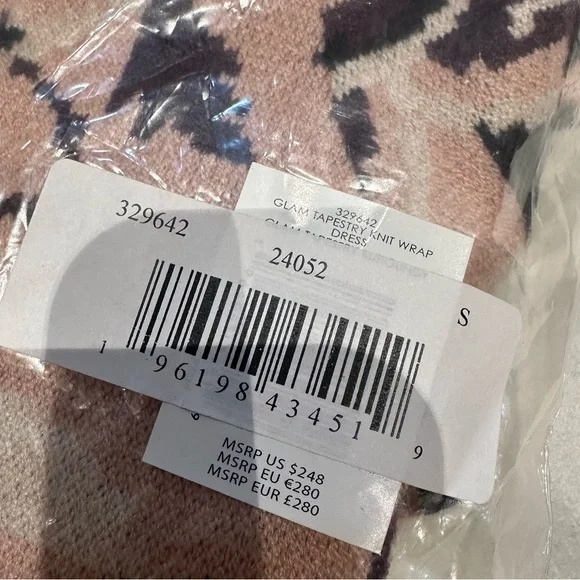 329642
GLAM TAPESTRY KNIT WRAP
DRESS
329642
24052
S
1 96198 43451 9
MSRP US $248
MSRP EU €280
MSRP EUR £280